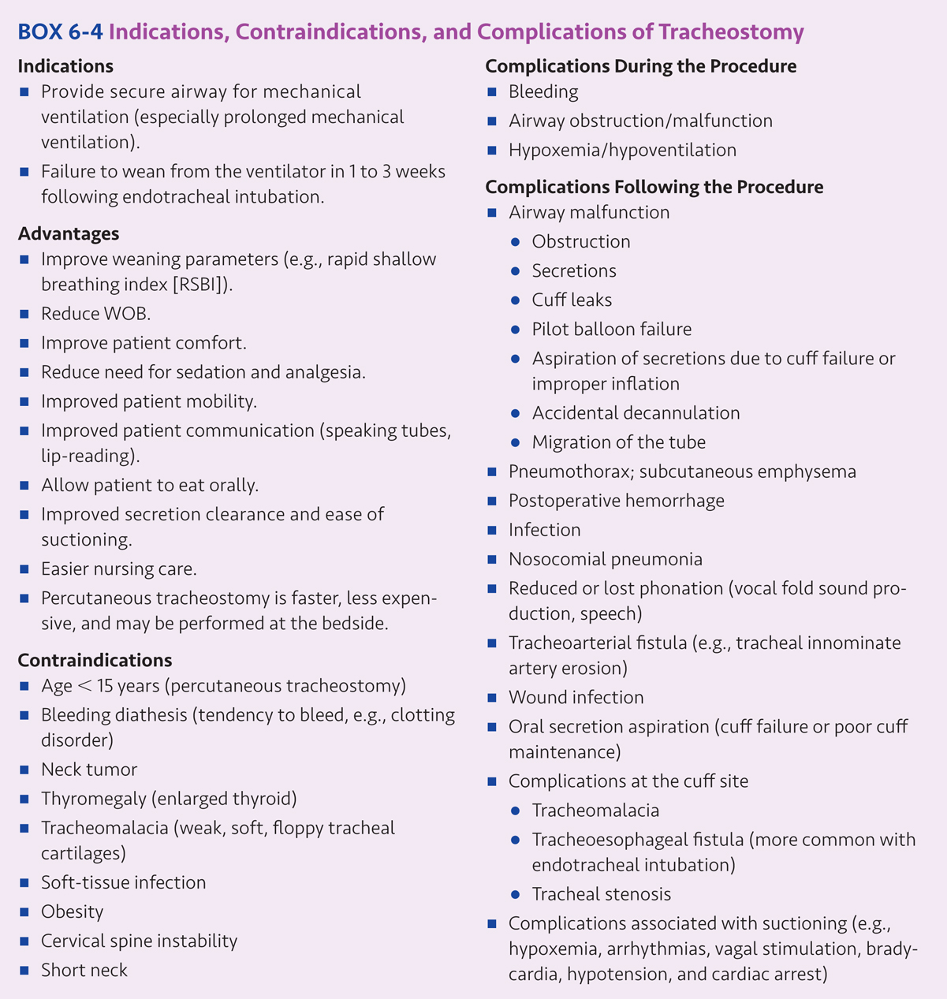 BOX 6-4 Indications, Contraindications, and Complications of Tracheostomy
Indications
■ Provide secure airway for mechanical
ventilation (especially prolonged mechanical
ventilation).
■ Failure to wean from the ventilator in 1 to 3 weeks
following endotracheal intubation.
Advantages
■ Improve weaning parameters (e.g., rapid shallow
breathing index [RSBI]).
■ Reduce WOB.
■ Improve patient comfort.
■ Reduce need for sedation and analgesia.
■ Improved patient mobility.
■ Improved patient communication (speaking tubes,
lip-reading).
■ Allow patient to eat orally.
■ Improved secretion clearance and ease of
suctioning.
■ Easier nursing care.
■ Percutaneous tracheostomy is faster, less expen-
sive, and may be performed at the bedside.
Contraindications
■ Age < 15 years (percutaneous tracheostomy)
■ Bleeding diathesis (tendency to bleed, e.g., clotting
disorder)
■ Neck tumor
■ Thyromegaly (enlarged thyroid)
■ Tracheomalacia (weak, soft, floppy tracheal
cartilages)
■ Soft-tissue infection
■ Obesity
■ Cervical spine instability
■ Short neck
Complications During the Procedure
■ Bleeding
■ Airway obstruction/malfunction
■ Hypoxemia/hypoventilation
Complications Following the Procedure
■ Airway malfunction
● Obstruction
● Secretions
● Cuff leaks
● Pilot balloon failure
● Aspiration of secretions due to cuff failure or
improper inflation
● Accidental decannulation
● Migration of the tube
■ Pneumothorax; subcutaneous emphysema
■ Postoperative hemorrhage
■ Infection
■ Nosocomial pneumonia
■ Reduced or lost phonation (vocal fold sound pro-
duction, speech)
■ Tracheoarterial fistula (e.g., tracheal innominate
artery erosion)
■ Wound infection
■ Oral secretion aspiration (cuff failure or poor cuff
maintenance)
■ Complications at the cuff site
● Tracheomalacia
● Tracheoesophageal fistula (more common with
endotracheal intubation)
● Tracheal stenosis
■ Complications associated with suctioning (e.g.,
hypoxemia, arrhythmias, vagal stimulation, brady-
cardia, hypotension, and cardiac arrest)